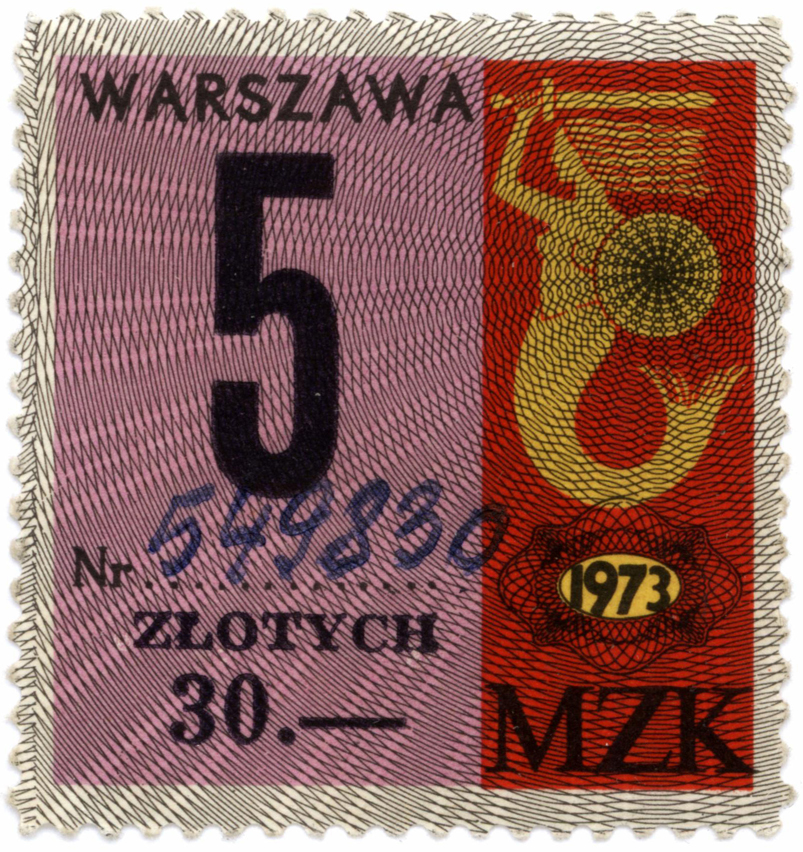 WARSZAWA
5
Nr. 549830
ZŁOTYCH
30.—
1973
MZK